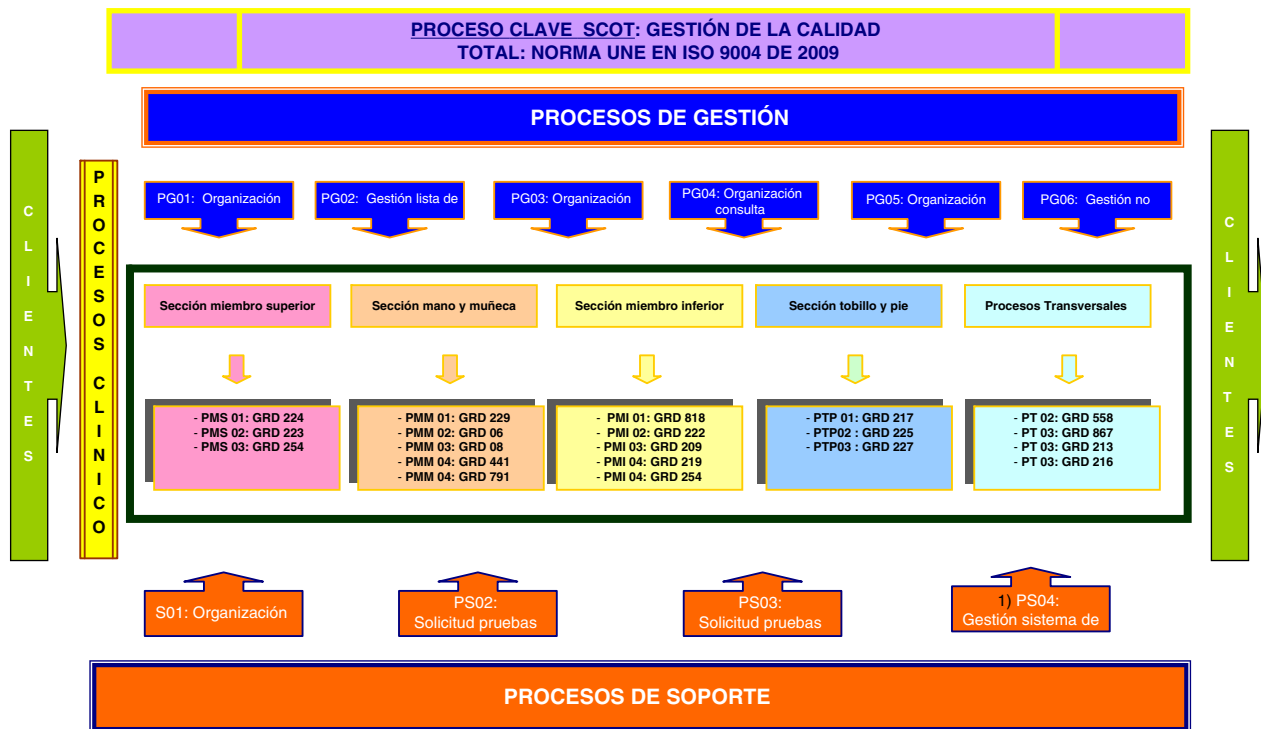 PROCESO CLAVE SCOT: GESTIÓN DE LA CALIDAD
TOTAL: NORMA UNE EN ISO 9004 DE 2009
PROCESOS DE GESTIÓN
CLIENTES
PROCESOS CLINICO
PG01: Organización
PG02: Gestión lista de
PG03: Organización
PG04: Organización
consulta
PG05: Organización
PG06: Gestión no
CLIENTES
Sección miembro superior
Sección mano y muñeca
Sección miembro inferior
Sección tobillo y pie
Procesos Transversales
- PMS 01: GRD 224
- PMS 02: GRD 223
- PMS 03: GRD 254
- PMM 01: GRD 229
- PMM 02: GRD 06
- PMM 03: GRD 08
- PMM 04: GRD 441
- PMM 04: GRD 791
- PMI 01: GRD 818
- PMI 02: GRD 222
- PMI 03: GRD 209
- PMI 04: GRD 219
- PMI 04: GRD 254
- PTP 01: GRD 217
- PTP02 : GRD 225
- PTP03 : GRD 227
- PT 02: GRD 558
- PT 03: GRD 867
- PT 03: GRD 213
- PT 03: GRD 216
S01: Organización
PS02:
Solicitud pruebas
PS03:
Solicitud pruebas
1) PS04:
Gestión sistema de
PROCESOS DE SOPORTE